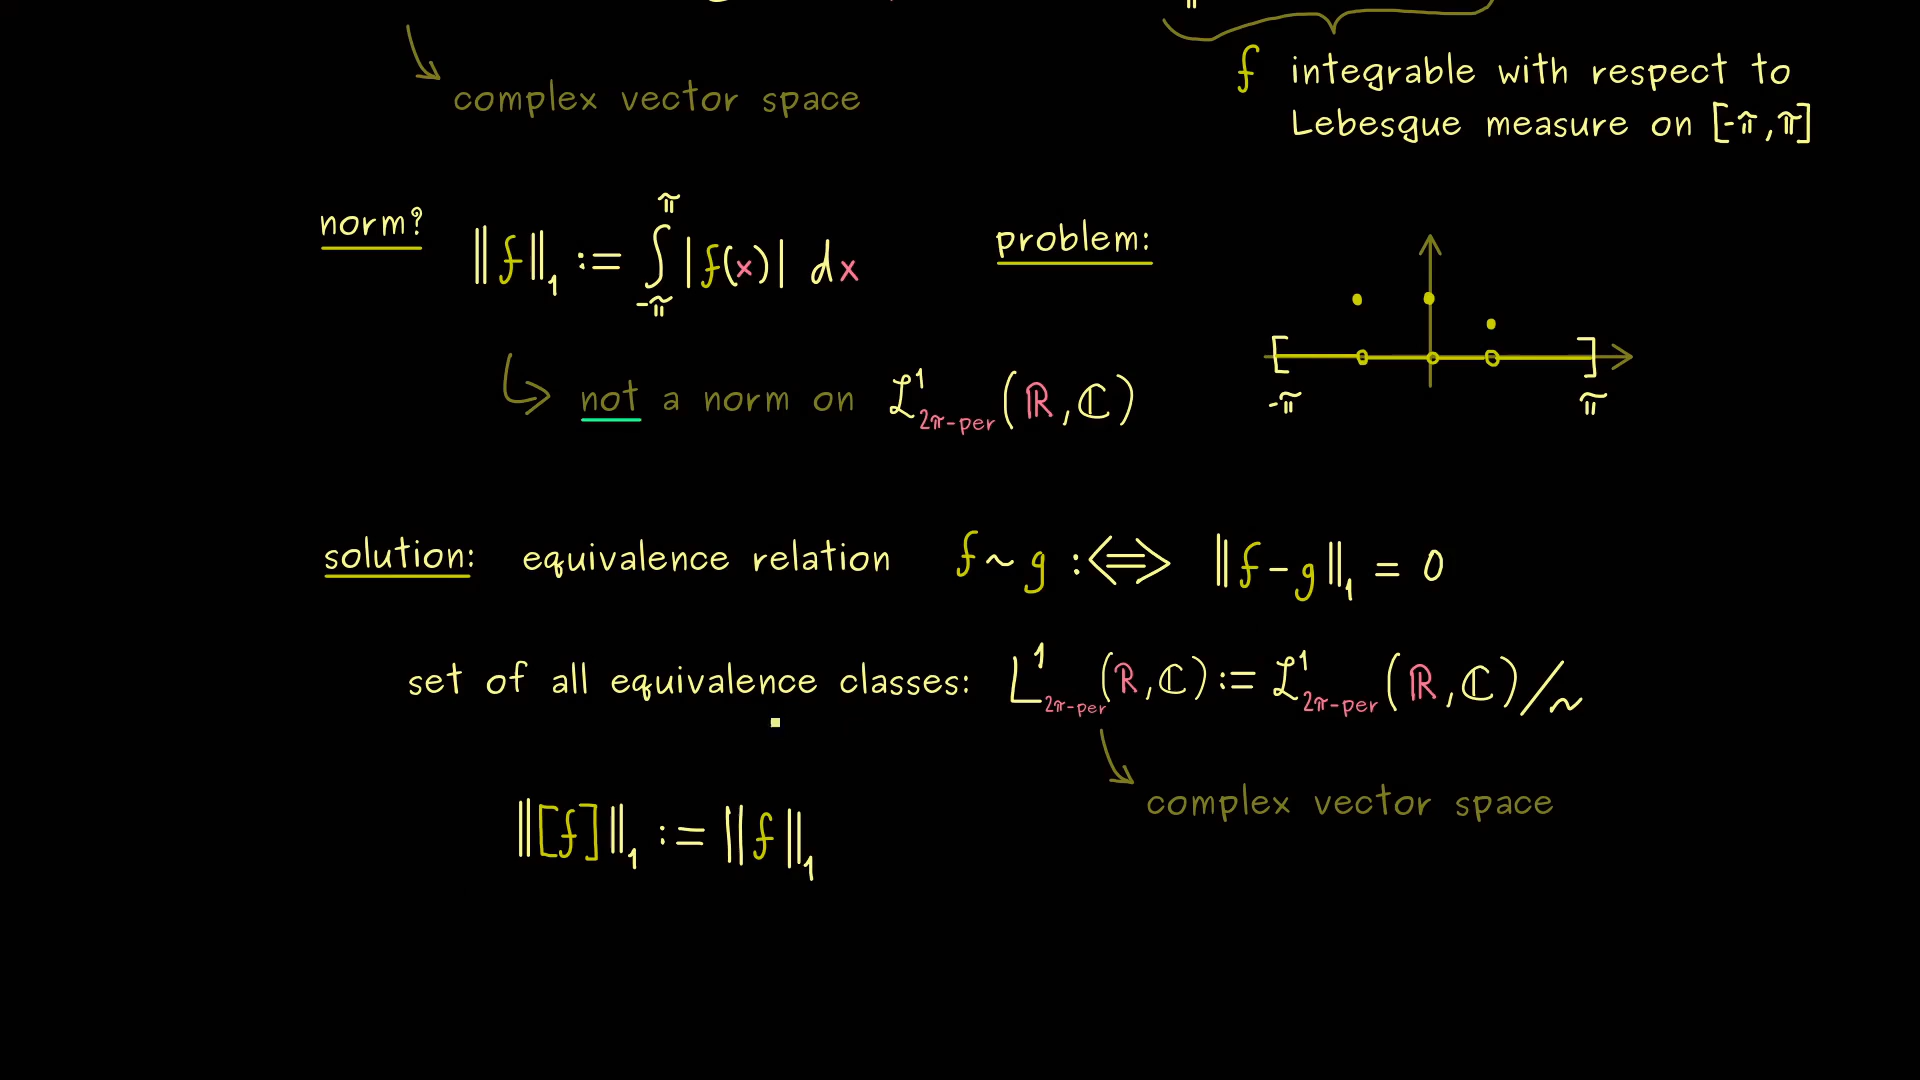 complex vector space
f integrable with respect to
Lebesgue measure on [-π, π]
norm? ‖f‖₁ := ∫_{-π}^{π} |f(x)| dx
problem:
-π π
not a norm on ℒ¹_{2π-per}(ℝ, ℂ)
solution: equivalence relation f ~ g :⟺ ‖f - g‖₁ = 0
set of all equivalence classes: L¹_{2π-per}(ℝ, ℂ) := ℒ¹_{2π-per}(ℝ, ℂ)/~
complex vector space
‖[f]‖₁ := ‖f‖₁